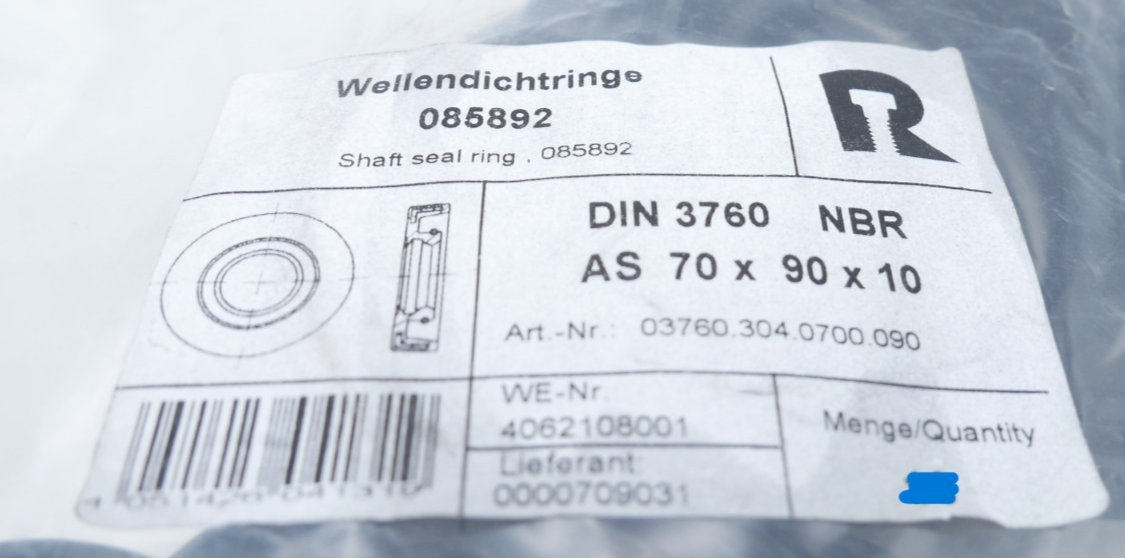 Wellendichtringe
085892
Shaft seal ring , 085892
DIN 3760 NBR
AS 70 x 90 x 10
Art.-Nr.: 03760.304.0700.090
WE-Nr.
4062108001
Menge/Quantity
Lieferant:
0000709031